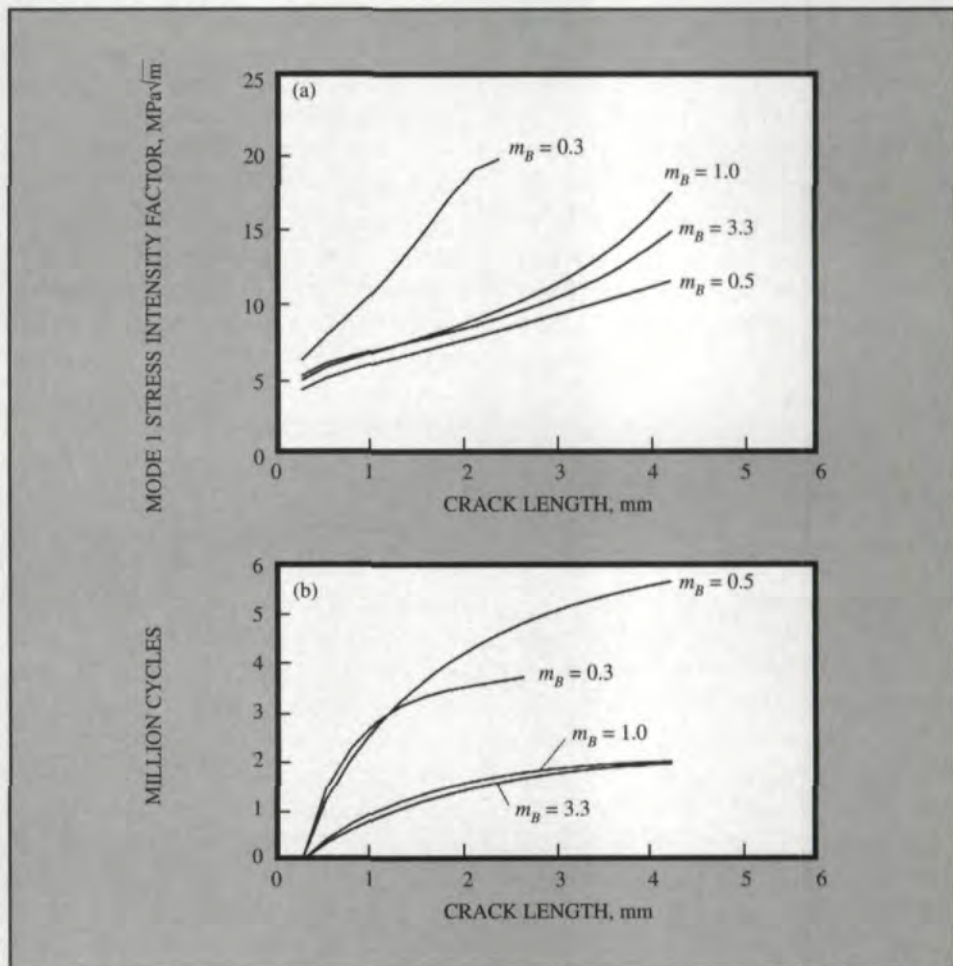 MODE 1 STRESS INTENSITY FACTOR, MPa√m
(a)
25
20
15
10
5
0
m_B = 0.3
m_B = 1.0
m_B = 3.3
m_B = 0.5
0 1 2 3 4 5 6
CRACK LENGTH, mm
MILLION CYCLES
(b)
6
5
4
3
2
1
0
m_B = 0.5
m_B = 0.3
m_B = 1.0
m_B = 3.3
0 1 2 3 4 5 6
CRACK LENGTH, mm